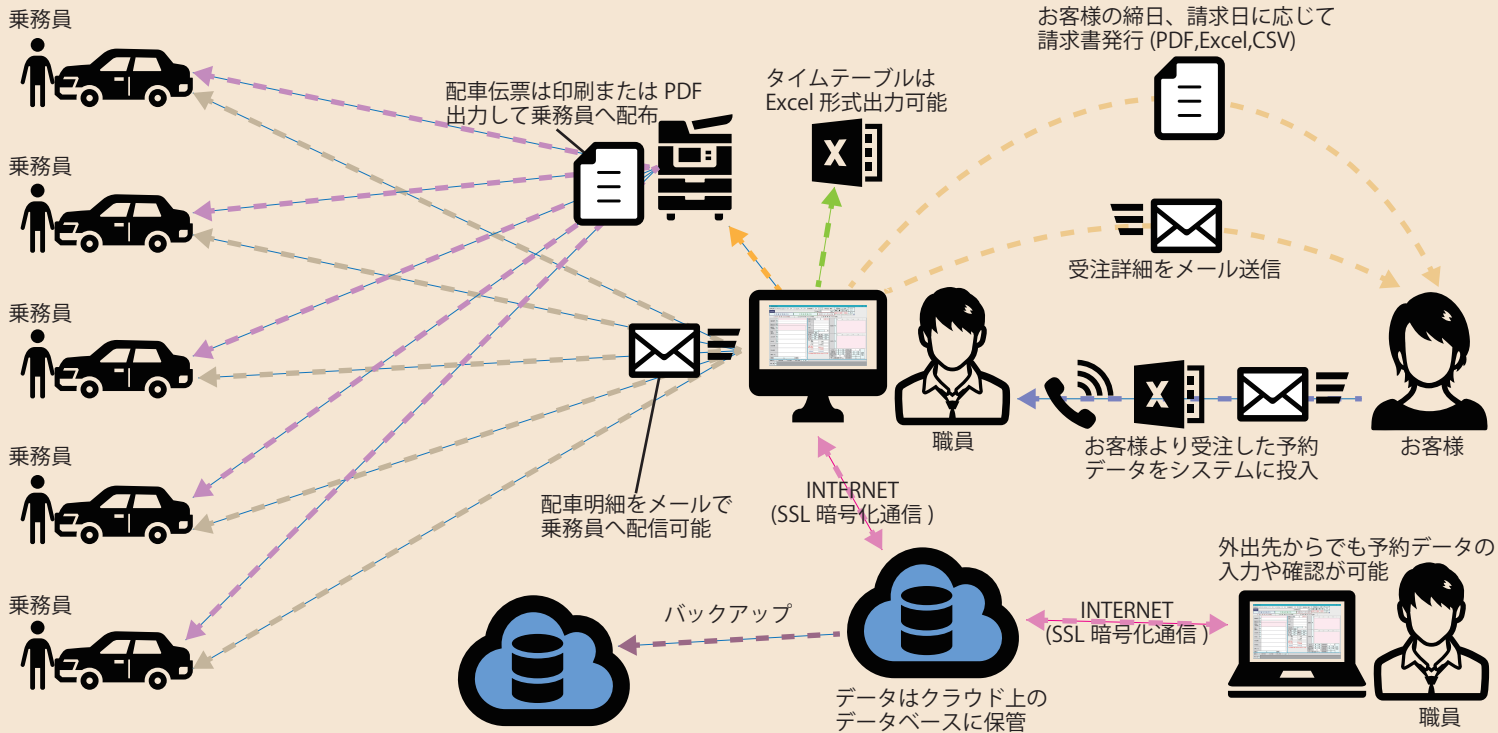 乗務員
お客様の締日、請求日に応じて
請求書発行 (PDF,Excel,CSV)
配車伝票は印刷または PDF
出力して乗務員へ配布
タイムテーブルは
Excel 形式出力可能
乗務員
受注詳細をメール送信
乗務員
職員
お客様より受注した予約
データをシステムに投入
お客様
乗務員
配車明細をメールで
乗務員へ配信可能
INTERNET
(SSL 暗号化通信 )
外出先からでも予約データの
入力や確認が可能
乗務員
バックアップ
INTERNET
(SSL 暗号化通信 )
データはクラウド上の
データベースに保管
職員